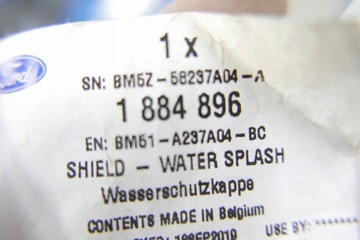 1 x
SN: BM5Z-58237A04-A
1 884 896
EN: BM51-A237A04-BC
SHIELD - WATER SPLASH
Wasserschutzkappe
CONTENTS MADE IN Belgium
USE BY: *******